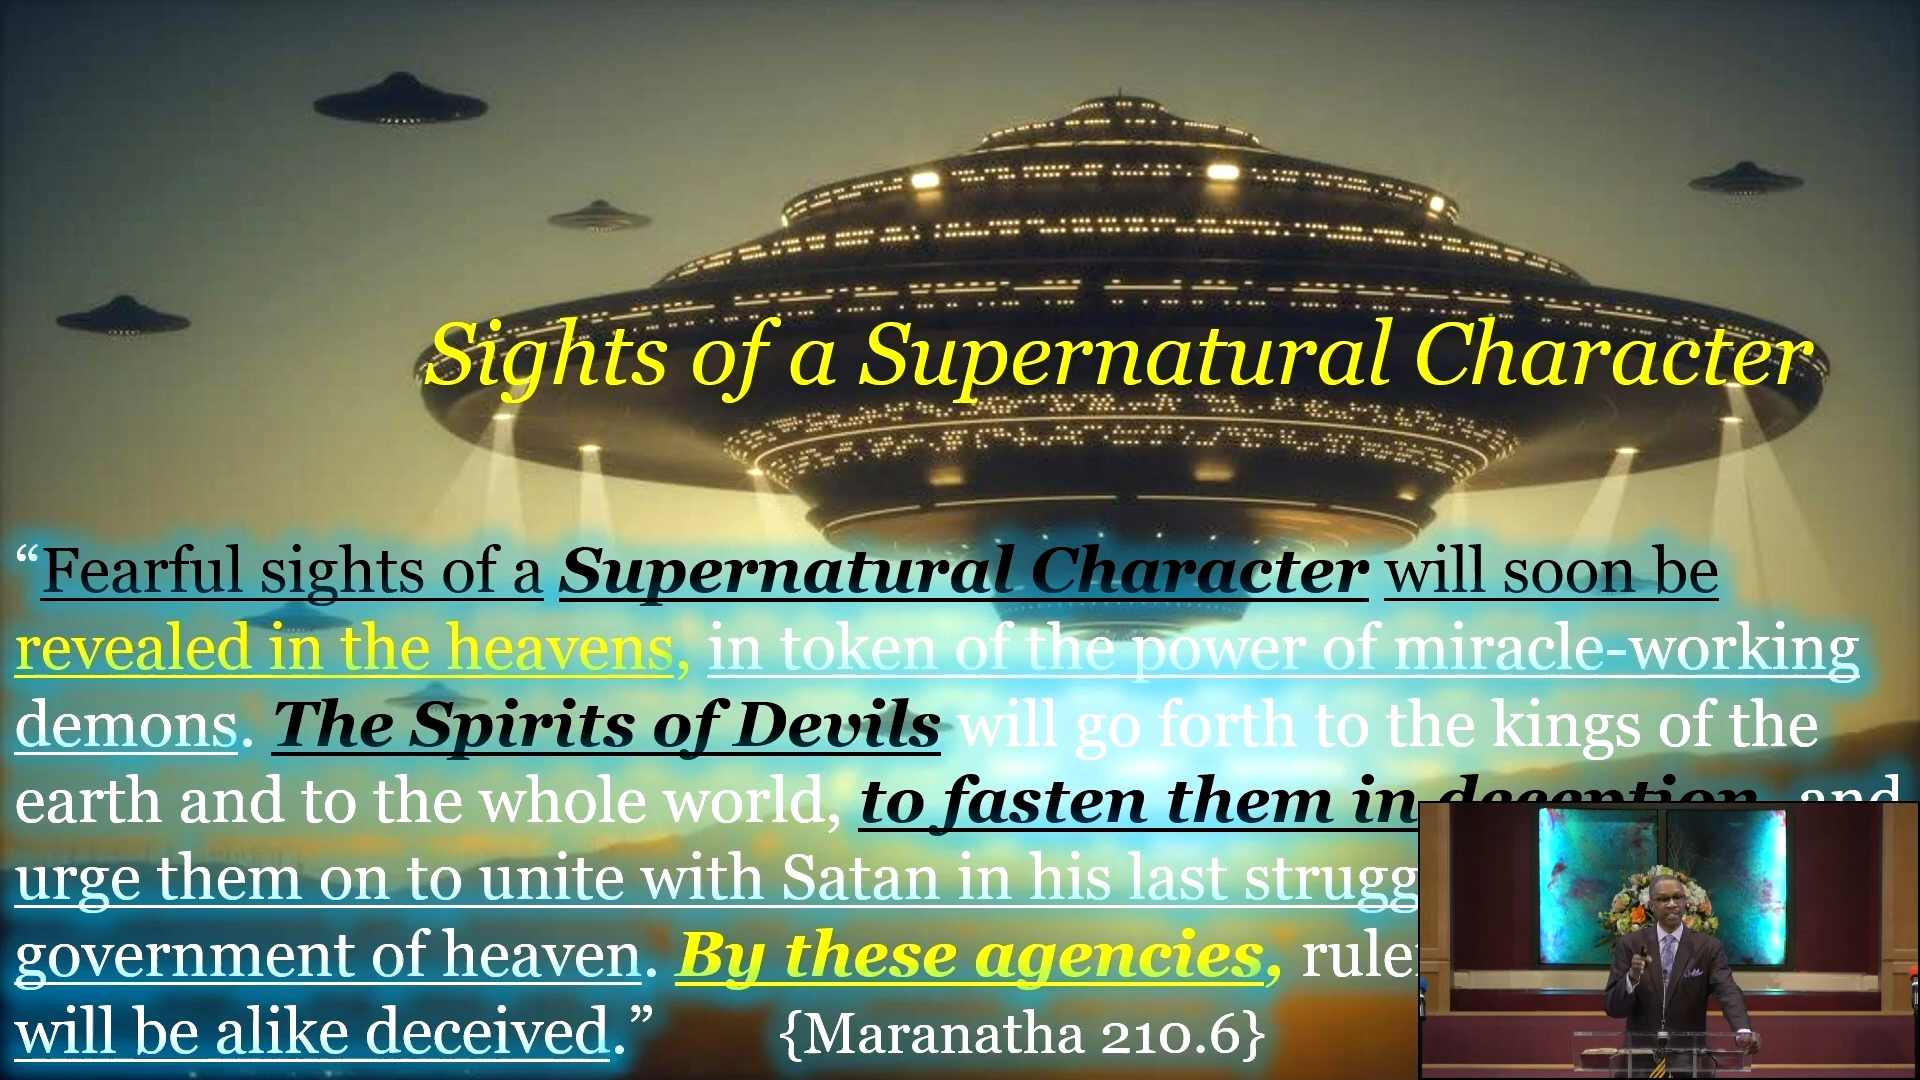 Sights of a Supernatural Character
“Fearful sights of a Supernatural Character will soon be
revealed in the heavens, in token of the power of miracle-working
demons. The Spirits of Devils will go forth to the kings of the
earth and to the whole world, to fasten them in deception, and
urge them on to unite with Satan in his last
government of heaven. By these agencies,
will be alike deceived.” {Maranatha 210.6}